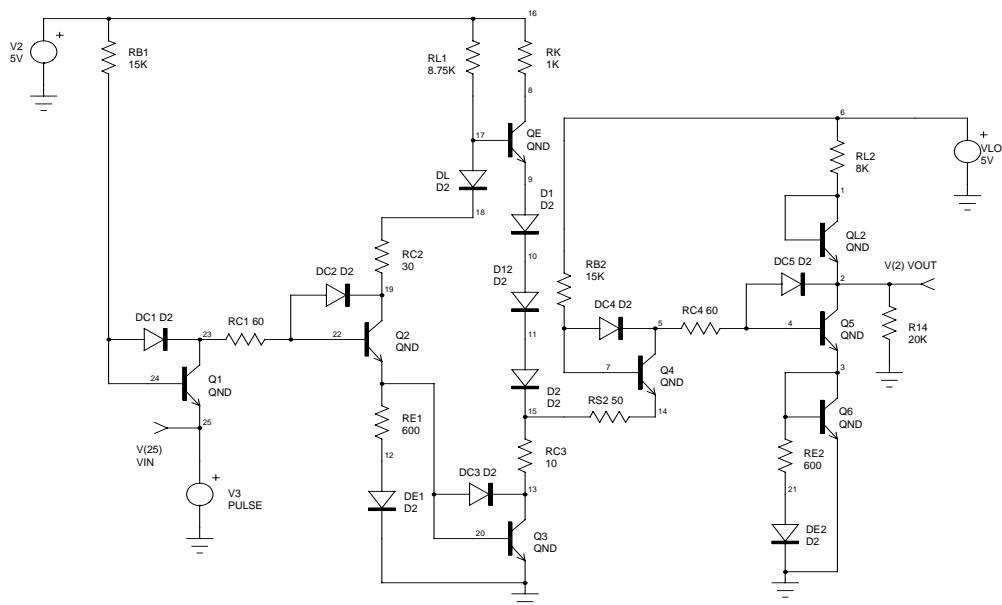 16
V2
5V
+
RB1
15K
RL1
8.75K
RK
1K
8
17
QE
QND
6
+
VLO
5V
RL2
8K
DL
D2
18
9
D1
D2
1
QL2
QND
RC2
30
10
D12
D2
RB2
15K
DC2 D2
19
DC5 D2
2
V(2) VOUT
DC4 D2
DC1 D2
23
RC1 60
22
Q2
QND
11
5
RC4 60
4
Q5
QND
R14
20K
24
Q1
QND
7
Q4
QND
3
D2
D2
Q6
QND
25
RE1
600
15
RS2 50
14
V(25)
VIN
12
RC3
10
RE2
600
+
V3
PULSE
DC3 D2
13
DE1
D2
21
20
Q3
QND
DE2
D2